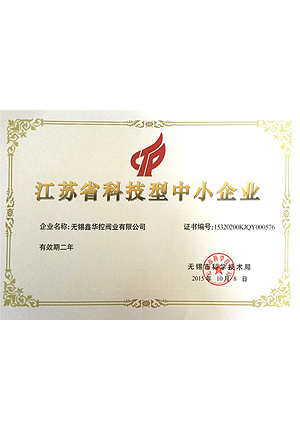 江苏省科技型中小企业
企业名称:无锡鑫华控阀业有限公司 证书编号:15320200KJQY000576
有效期二年
无锡市科学技术局
2015年10月8日